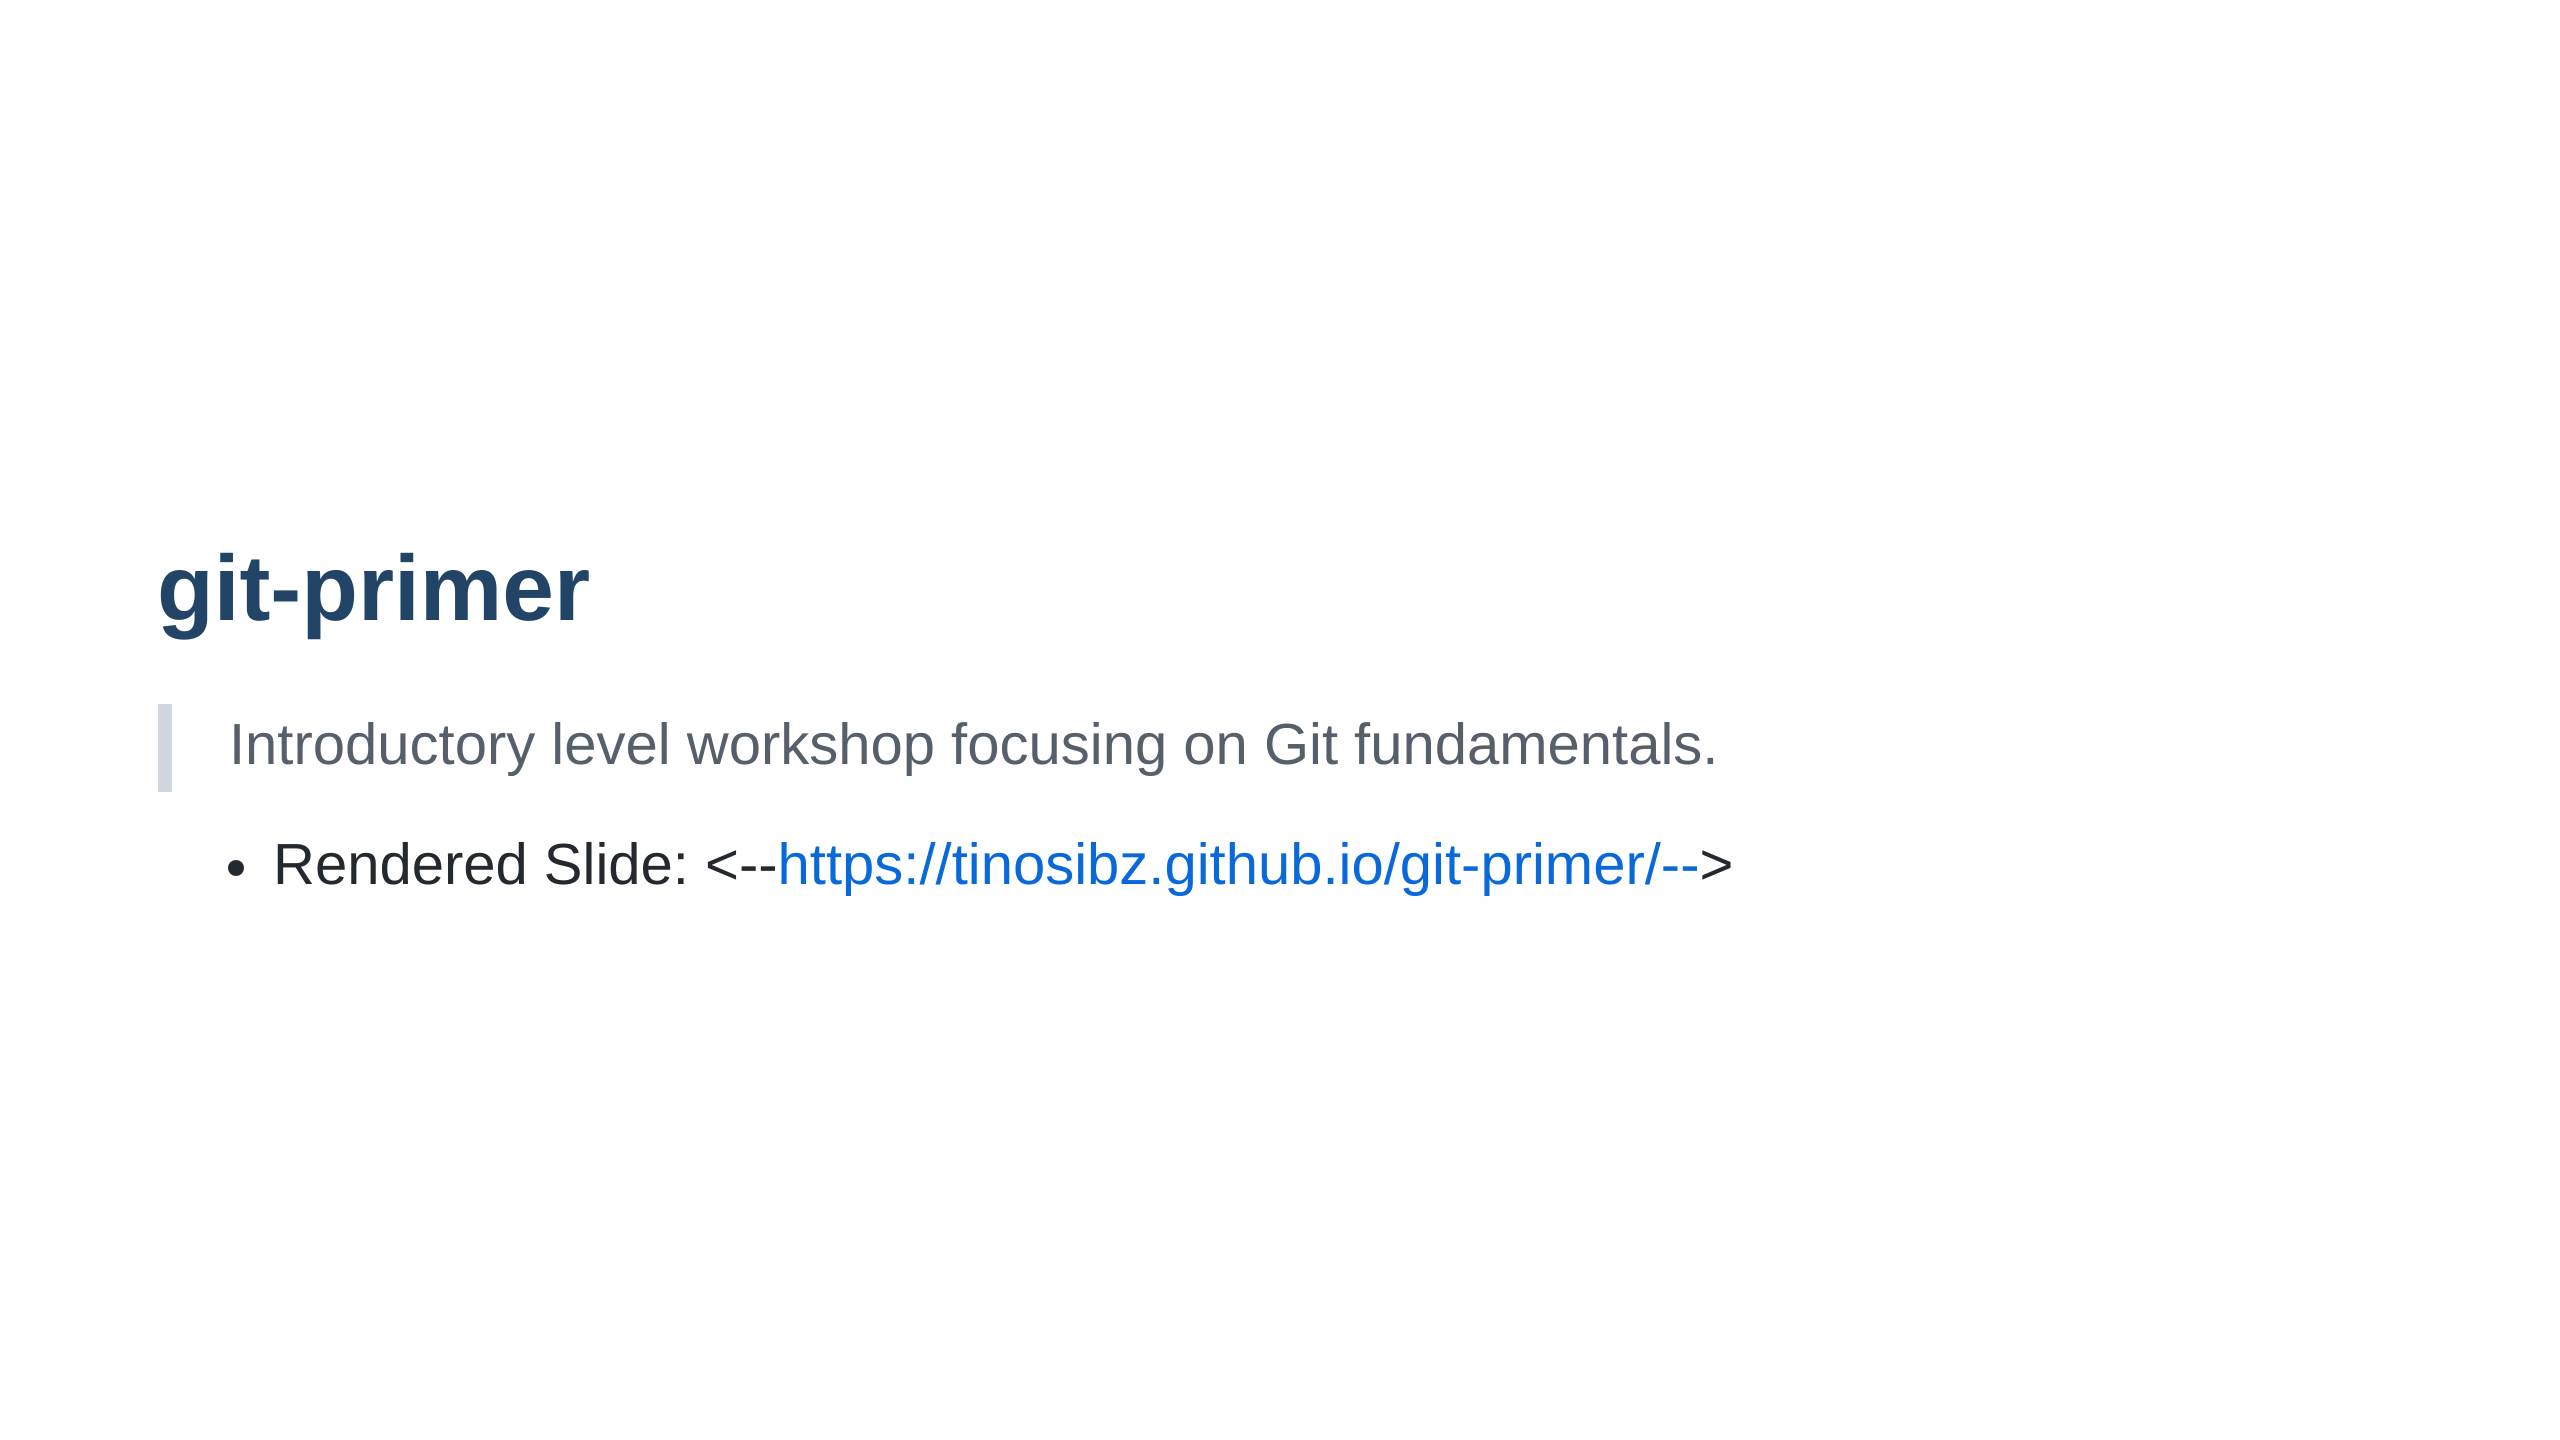 git-primer
Introductory level workshop focusing on Git fundamentals.
• Rendered Slide: <--https://tinosibz.github.io/git-primer/-->